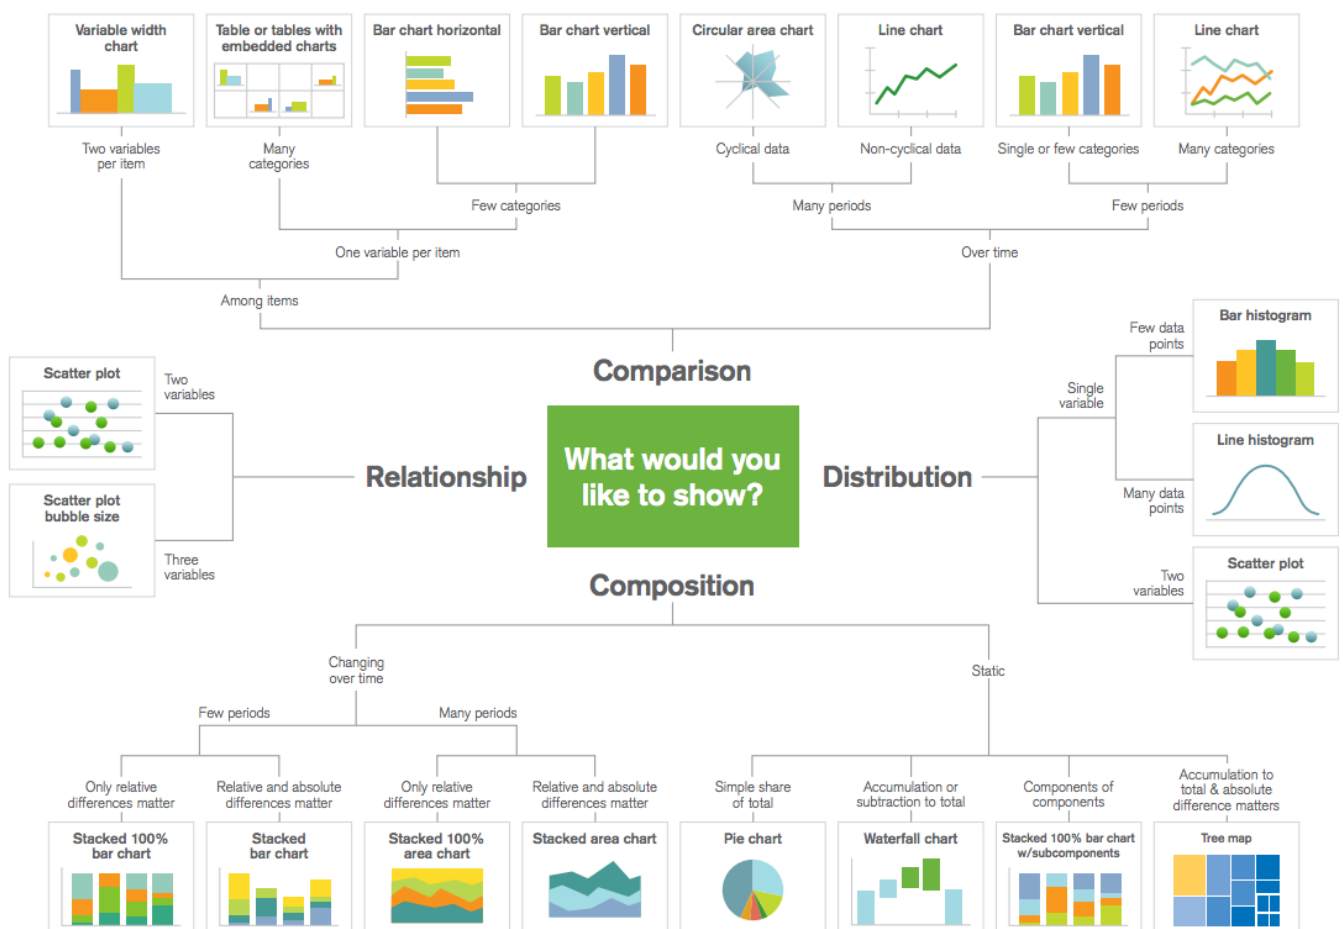 Variable width
chart
Table or tables with
embedded charts
Bar chart horizontal
Bar chart vertical
Circular area chart
Line chart
Bar chart vertical
Line chart
Two variables
per item
Many
categories
Cyclical data
Non-cyclical data
Single or few categories
Many categories
Few categories
Many periods
Few periods
One variable per item
Over time
Among items
Comparison
Scatter plot
Two
variables
Relationship
Scatter plot
bubble size
Three
variables
What would you
like to show?
Distribution
Single
variable
Few data
points
Bar histogram
Many data
points
Line histogram
Two
variables
Scatter plot
Composition
Changing
over time
Static
Few periods
Many periods
Only relative
differences matter
Relative and absolute
differences matter
Only relative
differences matter
Relative and absolute
differences matter
Simple share
of total
Accumulation or
subtraction to total
Components of
components
Accumulation to
total & absolute
difference matters
Stacked 100%
bar chart
Stacked
bar chart
Stacked 100%
area chart
Stacked area chart
Pie chart
Waterfall chart
Stacked 100% bar chart
w/subcomponents
Tree map